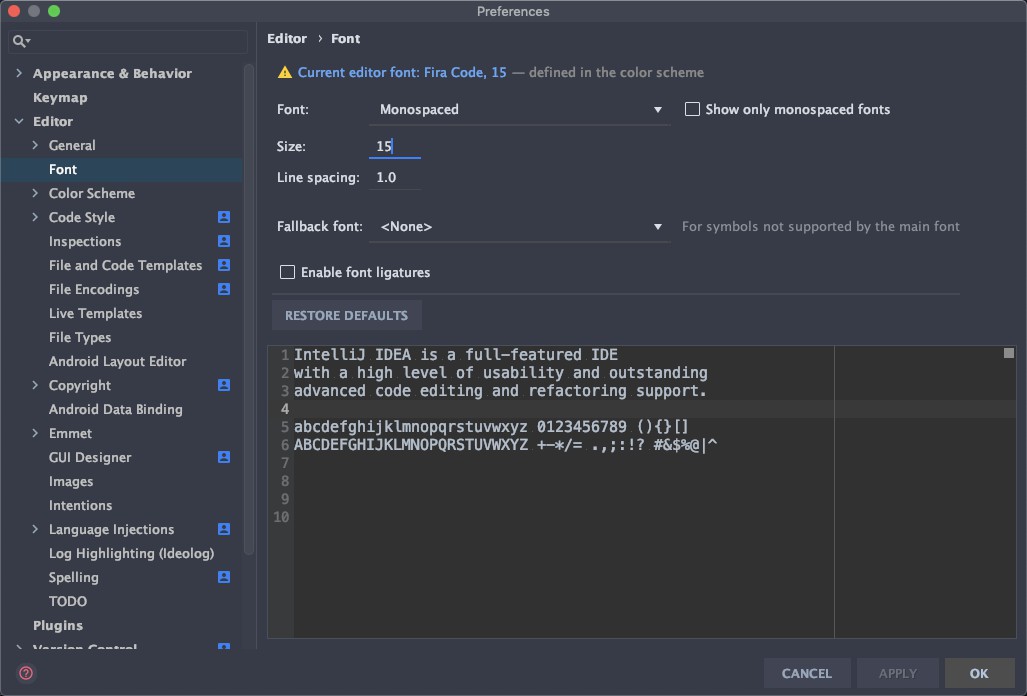 Preferences
Appearance & Behavior
Keymap
Editor
General
Font
Color Scheme
Code Style
Inspections
File and Code Templates
File Encodings
Live Templates
File Types
Android Layout Editor
Copyright
Android Data Binding
Emmet
GUI Designer
Images
Intentions
Language Injections
Log Highlighting (Ideolog)
Spelling
TODO
Plugins
Version Control
Editor › Font
Current editor font: Fira Code, 15 — defined in the color scheme
Font: Monospaced Show only monospaced fonts
Size: 15
Line spacing: 1.0
Fallback font: <None> For symbols not supported by the main font
Enable font ligatures
RESTORE DEFAULTS
1 IntelliJ IDEA is a full-featured IDE
2 with a high level of usability and outstanding
3 advanced code editing and refactoring support.
4
5 abcdefghijklmnopqrstuvwxyz 0123456789 (){}[]
6 ABCDEFGHIJKLMNOPQRSTUVWXYZ +-*/= .,;:!? #&$%@|^
7
8
9
10
?
CANCEL APPLY OK